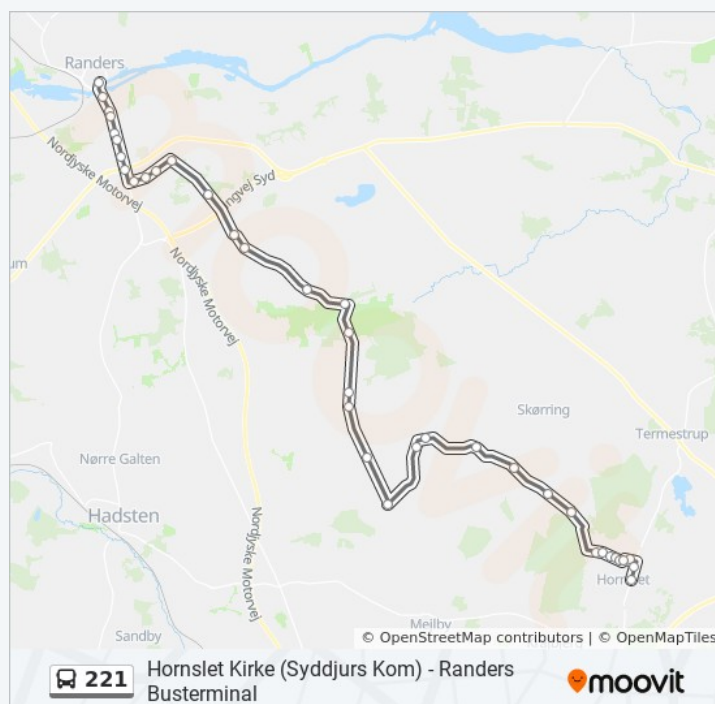 Randers
Nordjyske Motorvej
ngvej Syd
um
Nordjyske Motorvej
Skørring
Termestrup
Nørre Galten
Hadsten
Nordjyske Motorvej
Hornslet
Mejlby
Sandby
© OpenStreetMap contributors | © OpenMapTiles
221
Hornslet Kirke (Syddjurs Kom) - Randers
Busterminal
moovit